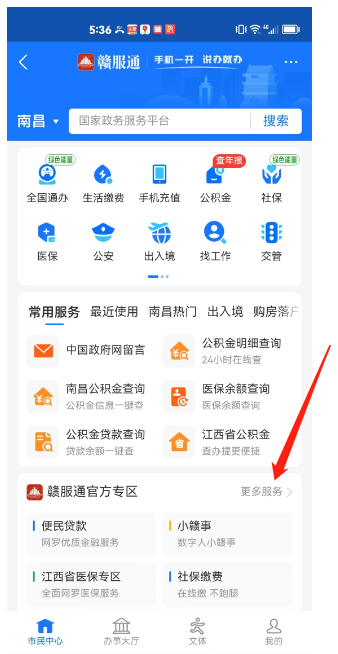 5:36
赣服通 手机一开 说办就办
南昌 国家政务服务平台 搜索
绿色能量 查年报 绿色能量
全国通办 生活缴费 手机充值 公积金 社保
医保 公安 出入境 找工作 交管
常用服务 最近使用 南昌热门 出入境 购房落户
中国政府网留言 公积金明细查询
24小时在线查
南昌公积金查询 医保余额查询
公积金信息一键查 医保余额查询
公积金贷款查询 江西省公积金
贷款余额一键查 查办提更便捷
赣服通官方专区 更多服务
便民贷款 小赣事
网罗优质金融服务 数字人小赣事
江西省医保专区 社保缴费
全面网罗医保服务 在线缴 不跑腿
市民中心 办事大厅 文体 我的